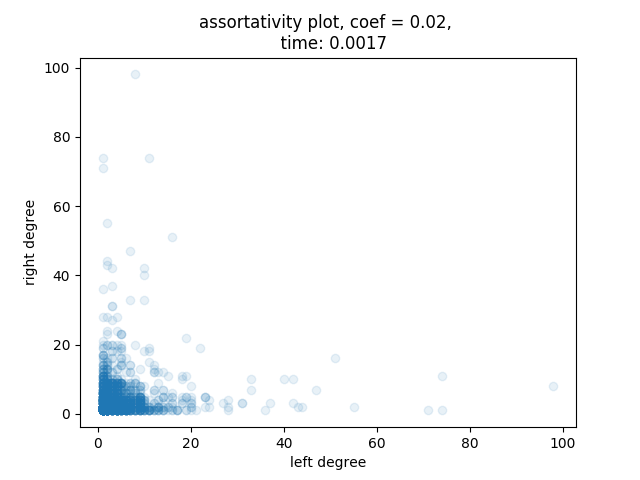 assortativity plot, coef = 0.02,
time: 0.0017
100
80
60
40
20
0
right degree
0 20 40 60 80 100
left degree